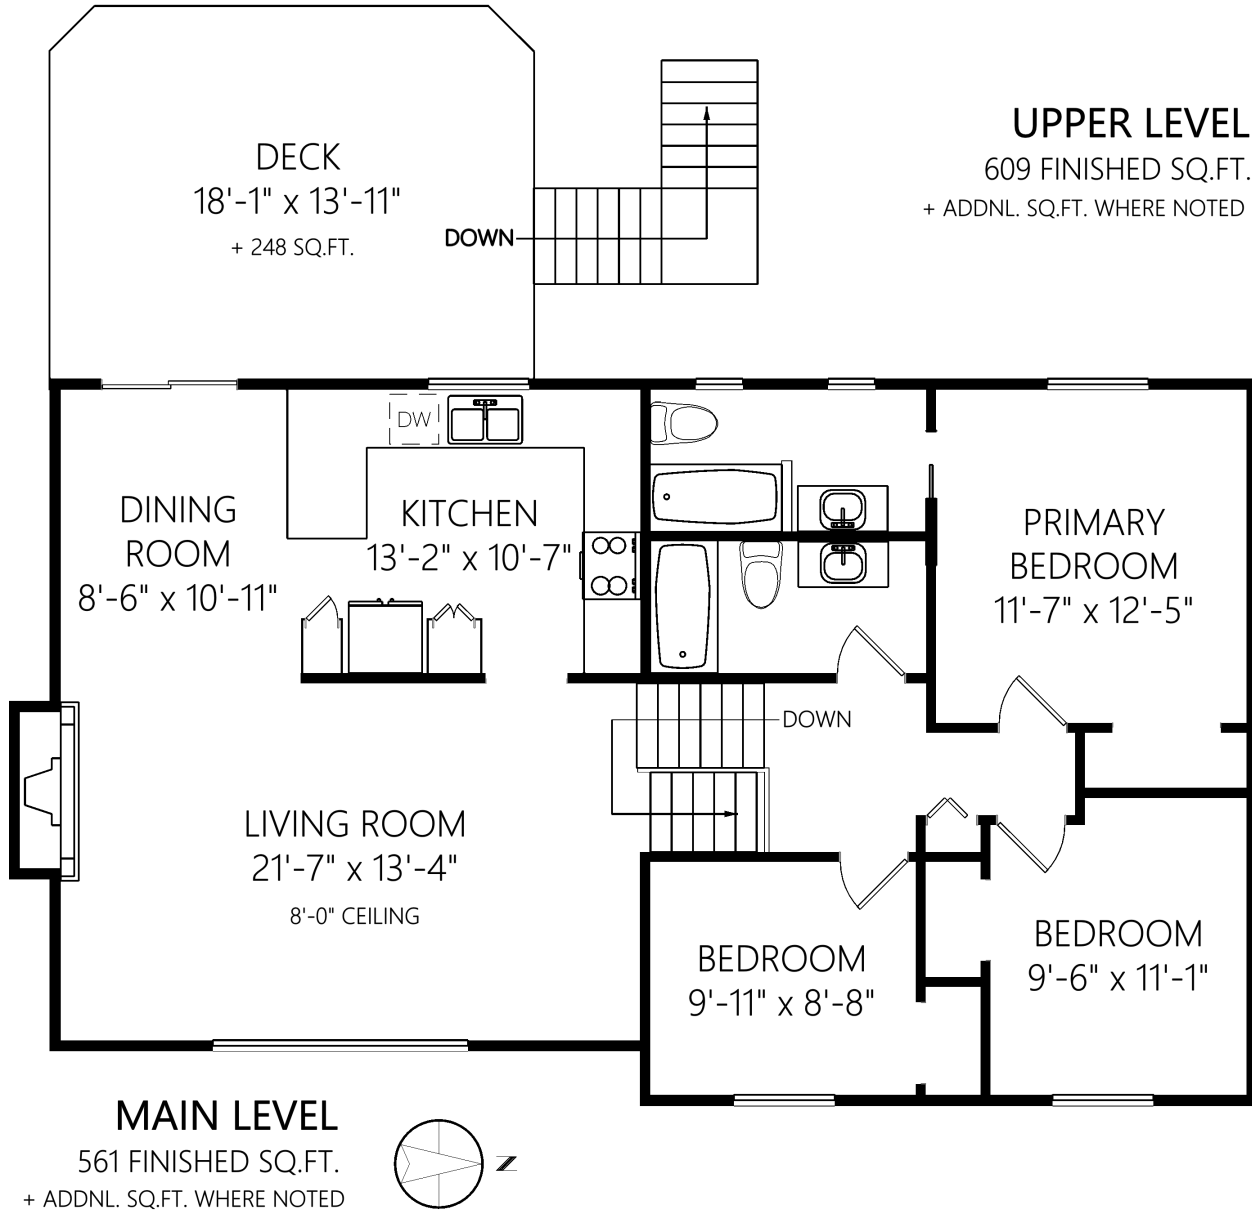 UPPER LEVEL
609 FINISHED SQ.FT.
+ ADDNL. SQ.FT. WHERE NOTED
DECK
18'-1" x 13'-11"
+ 248 SQ.FT.
DOWN
DW
DINING
ROOM
8'-6" x 10'-11"
KITCHEN
13'-2" x 10'-7"
PRIMARY
BEDROOM
11'-7" x 12'-5"
DOWN
LIVING ROOM
21'-7" x 13'-4"
8'-0" CEILING
BEDROOM
9'-11" x 8'-8"
BEDROOM
9'-6" x 11'-1"
MAIN LEVEL
561 FINISHED SQ.FT.
+ ADDNL. SQ.FT. WHERE NOTED
N